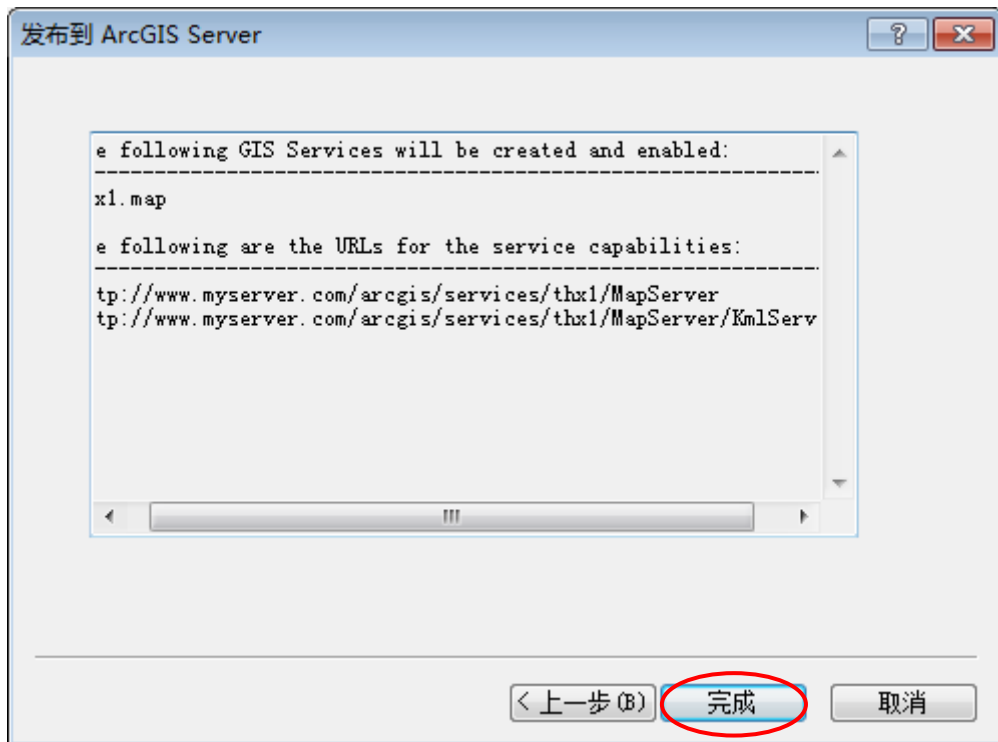 发布到 ArcGIS Server
e following GIS Services will be created and enabled:
------------------------------------------------------------
x1.map
e following are the URLs for the service capabilities:
------------------------------------------------------------
tp://www.myserver.com/arcgis/services/thx1/MapServer
tp://www.myserver.com/arcgis/services/thx1/MapServer/KmlServ
< 上一步(B)
完成
取消